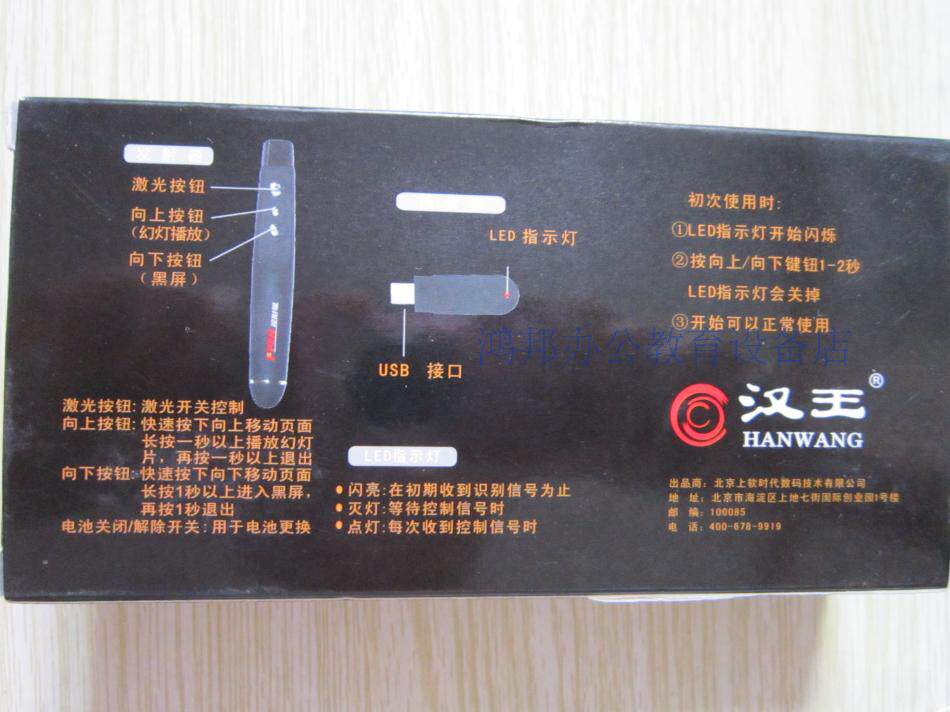 发射器
激光按钮
向上按钮
(幻灯播放)
向下按钮
(黑屏)
激光按钮: 激光开关控制
向上按钮: 快速按下向上移动页面
长按一秒以上播放幻灯
片, 再按一秒以上退出
向下按钮: 快速按下向下移动页面
长按1秒以上进入黑屏,
再按1秒退出
电池关闭/解除开关: 用于电池更换
LED 指示灯
USB 接口
LED指示灯
• 闪亮: 在初期收到识别信号为止
• 灭灯: 等待控制信号时
• 点灯: 每次收到控制信号时
初次使用时:
①LED指示灯开始闪烁
②按向上/向下键钮1-2秒
LED指示灯会关掉
③开始可以正常使用
鸿邦办公教育设备店
汉王®
HANWANG
出品商: 北京上软时代数码技术有限公司
地 址: 北京市海淀区上地七街国际创业园1号楼
邮 编: 100085
电 话: 400-678-9919